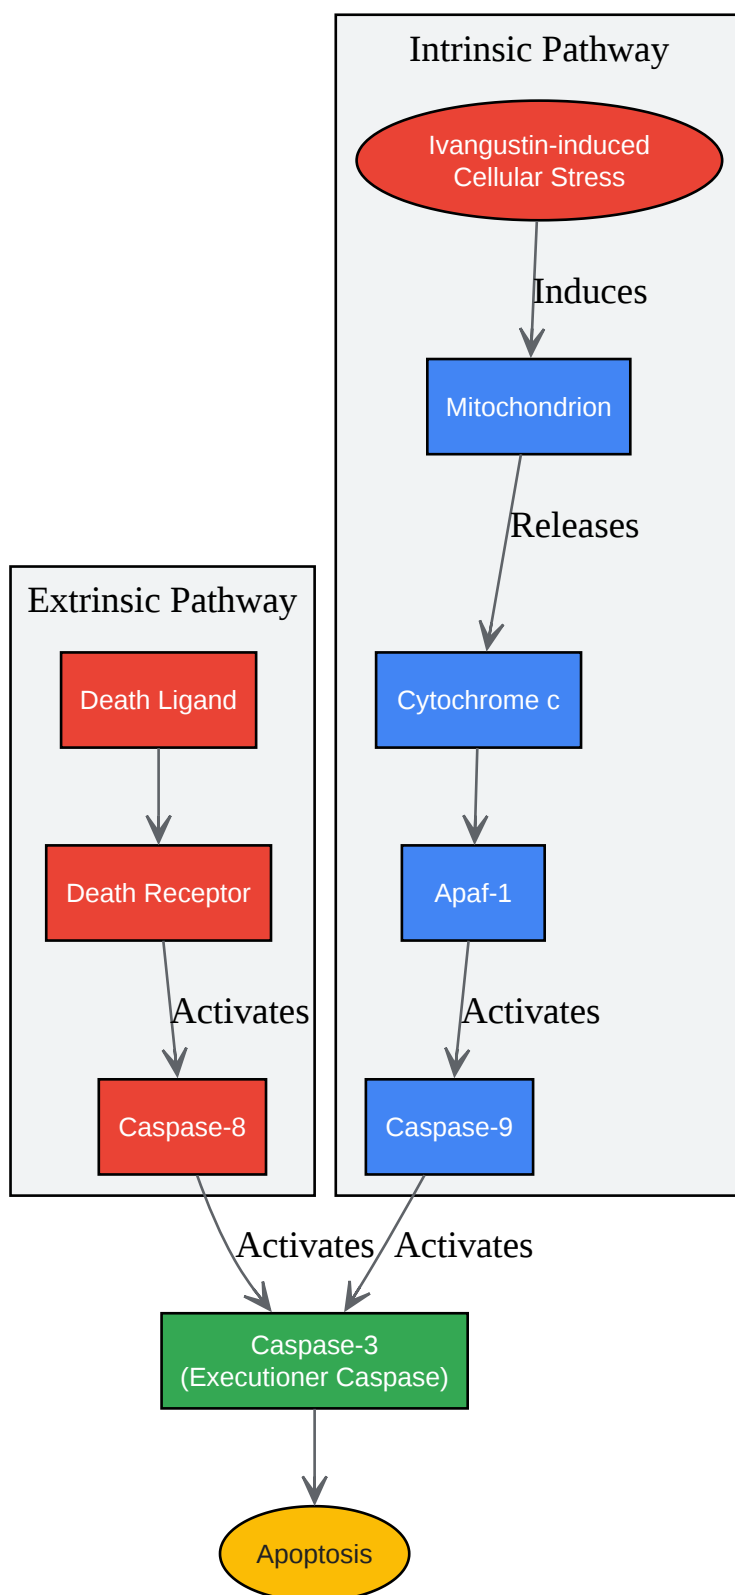 Intrinsic Pathway
Ivangustin-induced
Cellular Stress
Induces
Mitochondrion
Releases
Extrinsic Pathway
Death Ligand
Cytochrome c
Death Receptor
Apaf-1
Activates
Activates
Caspase-8
Caspase-9
Activates
Activates
Caspase-3
(Executioner Caspase)
Apoptosis